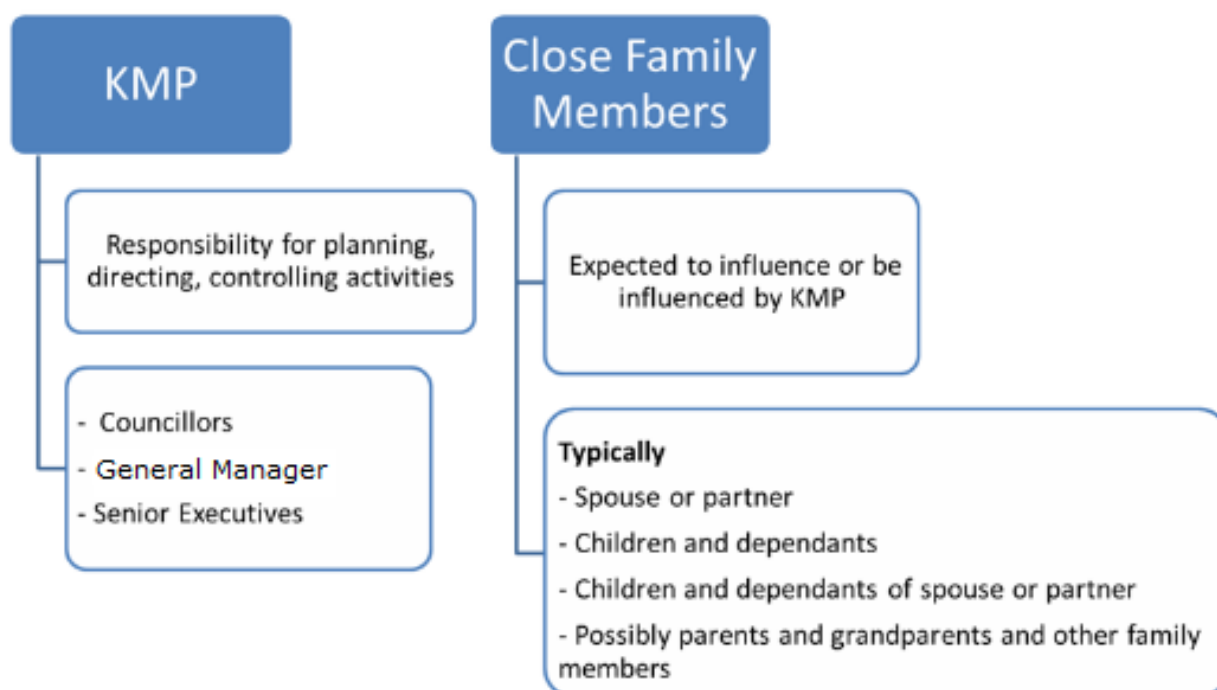 KMP
Responsibility for planning,
directing, controlling activities
- Councillors
- General Manager
- Senior Executives
Close Family
Members
Expected to influence or be
influenced by KMP
Typically
- Spouse or partner
- Children and dependants
- Children and dependants of spouse or partner
- Possibly parents and grandparents and other family
members